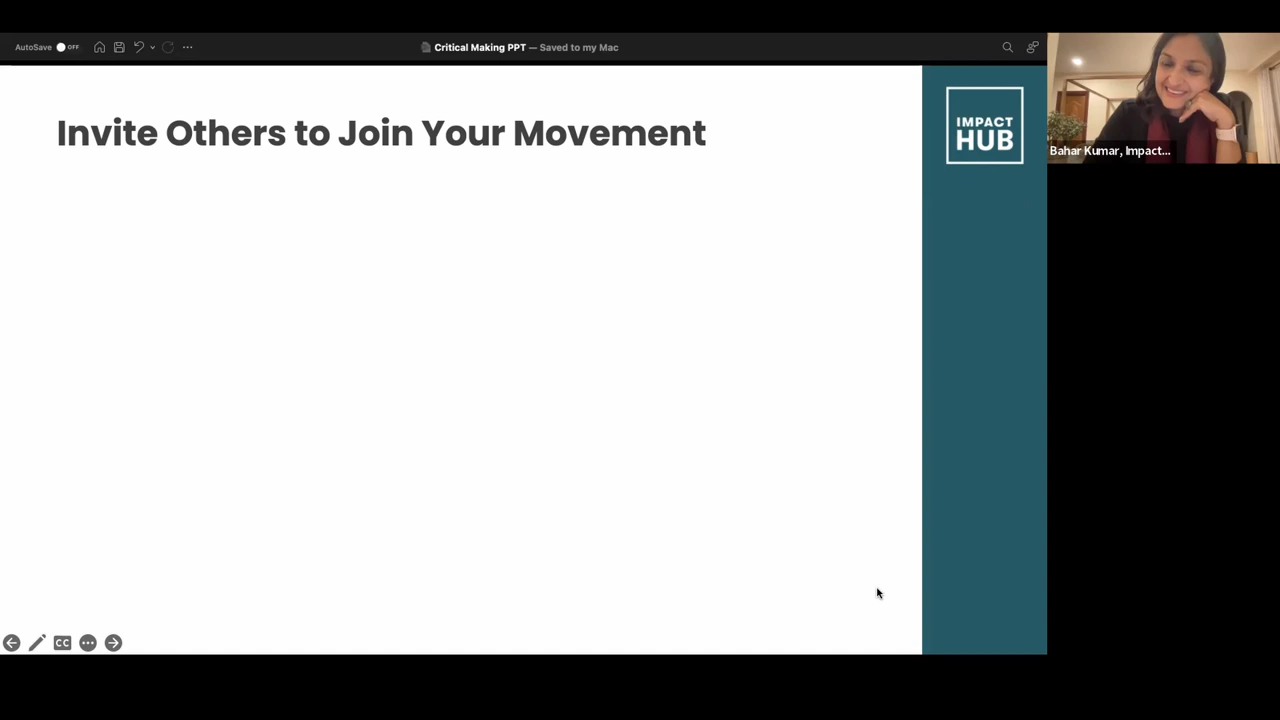 AutoSave OFF
Critical Making PPT — Saved to my Mac
Invite Others to Join Your Movement
IMPACT
HUB
Bahar Kumar, Impact...
CC